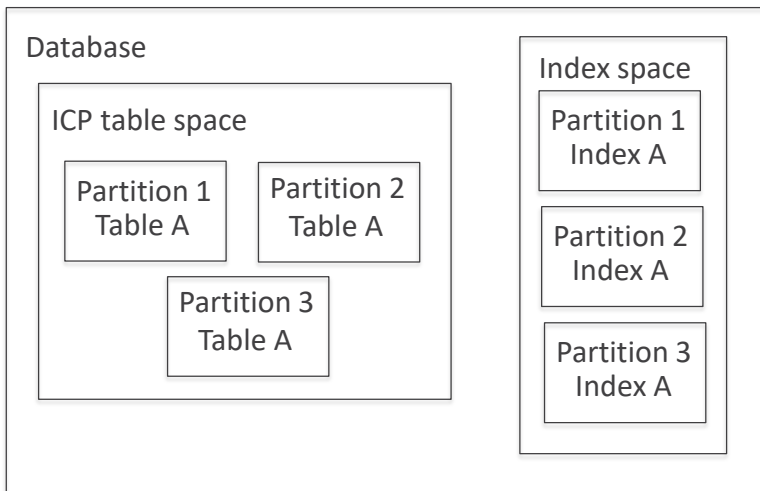 Database
ICP table space
Partition 1
Table A
Partition 2
Table A
Partition 3
Table A
Index space
Partition 1
Index A
Partition 2
Index A
Partition 3
Index A